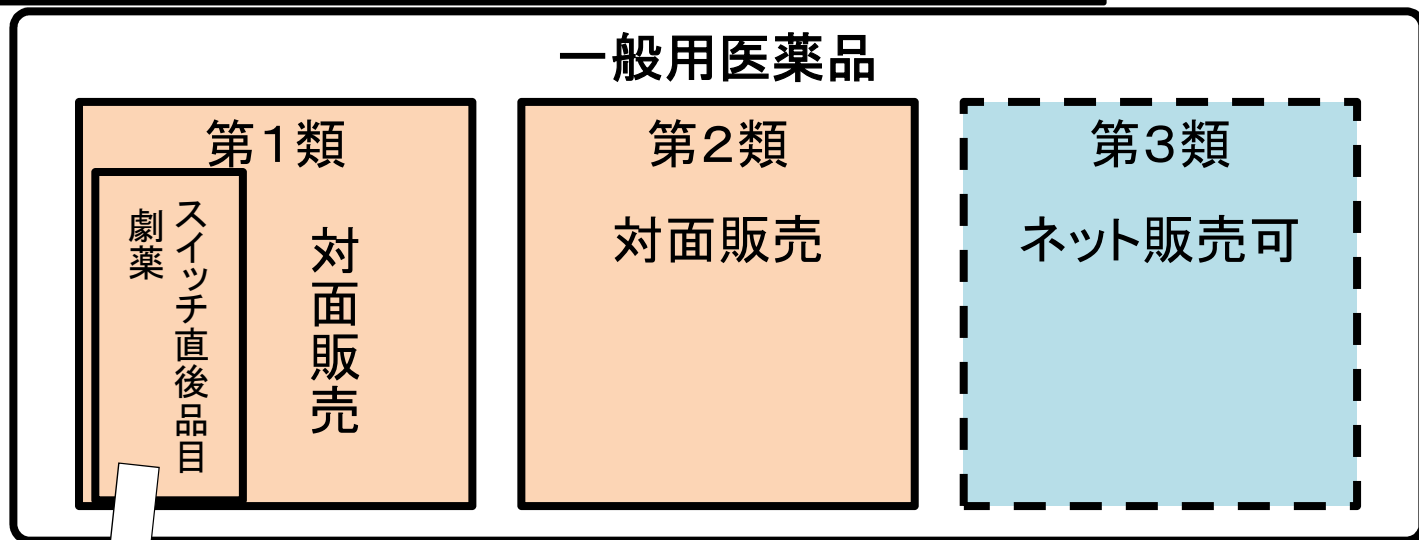 一般用医薬品
第１類
スイッチ直後品目
劇薬
対面販売
第２類
対面販売
第３類
ネット販売可